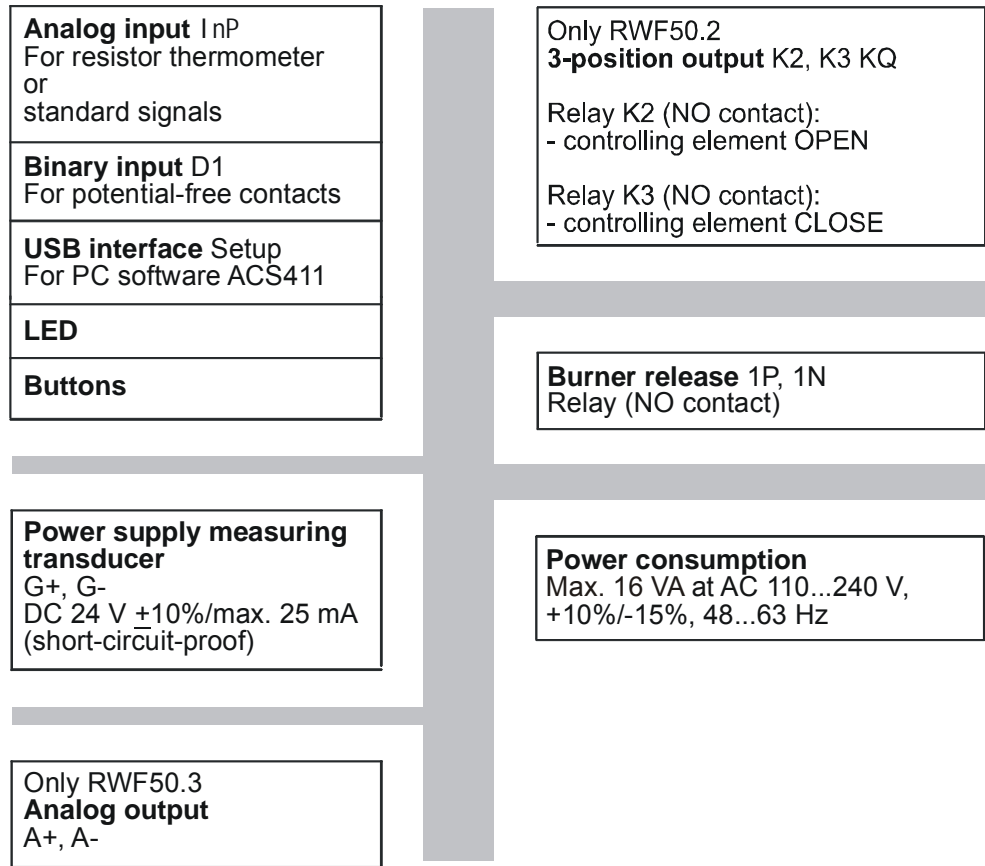 Analog input InP
For resistor thermometer
or
standard signals
Binary input D1
For potential-free contacts
USB interface Setup
For PC software ACS411
LED
Buttons
Power supply measuring
transducer
G+, G-
DC 24 V ±10%/max. 25 mA
(short-circuit-proof)
Only RWF50.3
Analog output
A+, A-
Only RWF50.2
3-position output K2, K3 KQ
Relay K2 (NO contact):
- controlling element OPEN
Relay K3 (NO contact):
- controlling element CLOSE
Burner release 1P, 1N
Relay (NO contact)
Power consumption
Max. 16 VA at AC 110...240 V,
+10%/-15%, 48...63 Hz